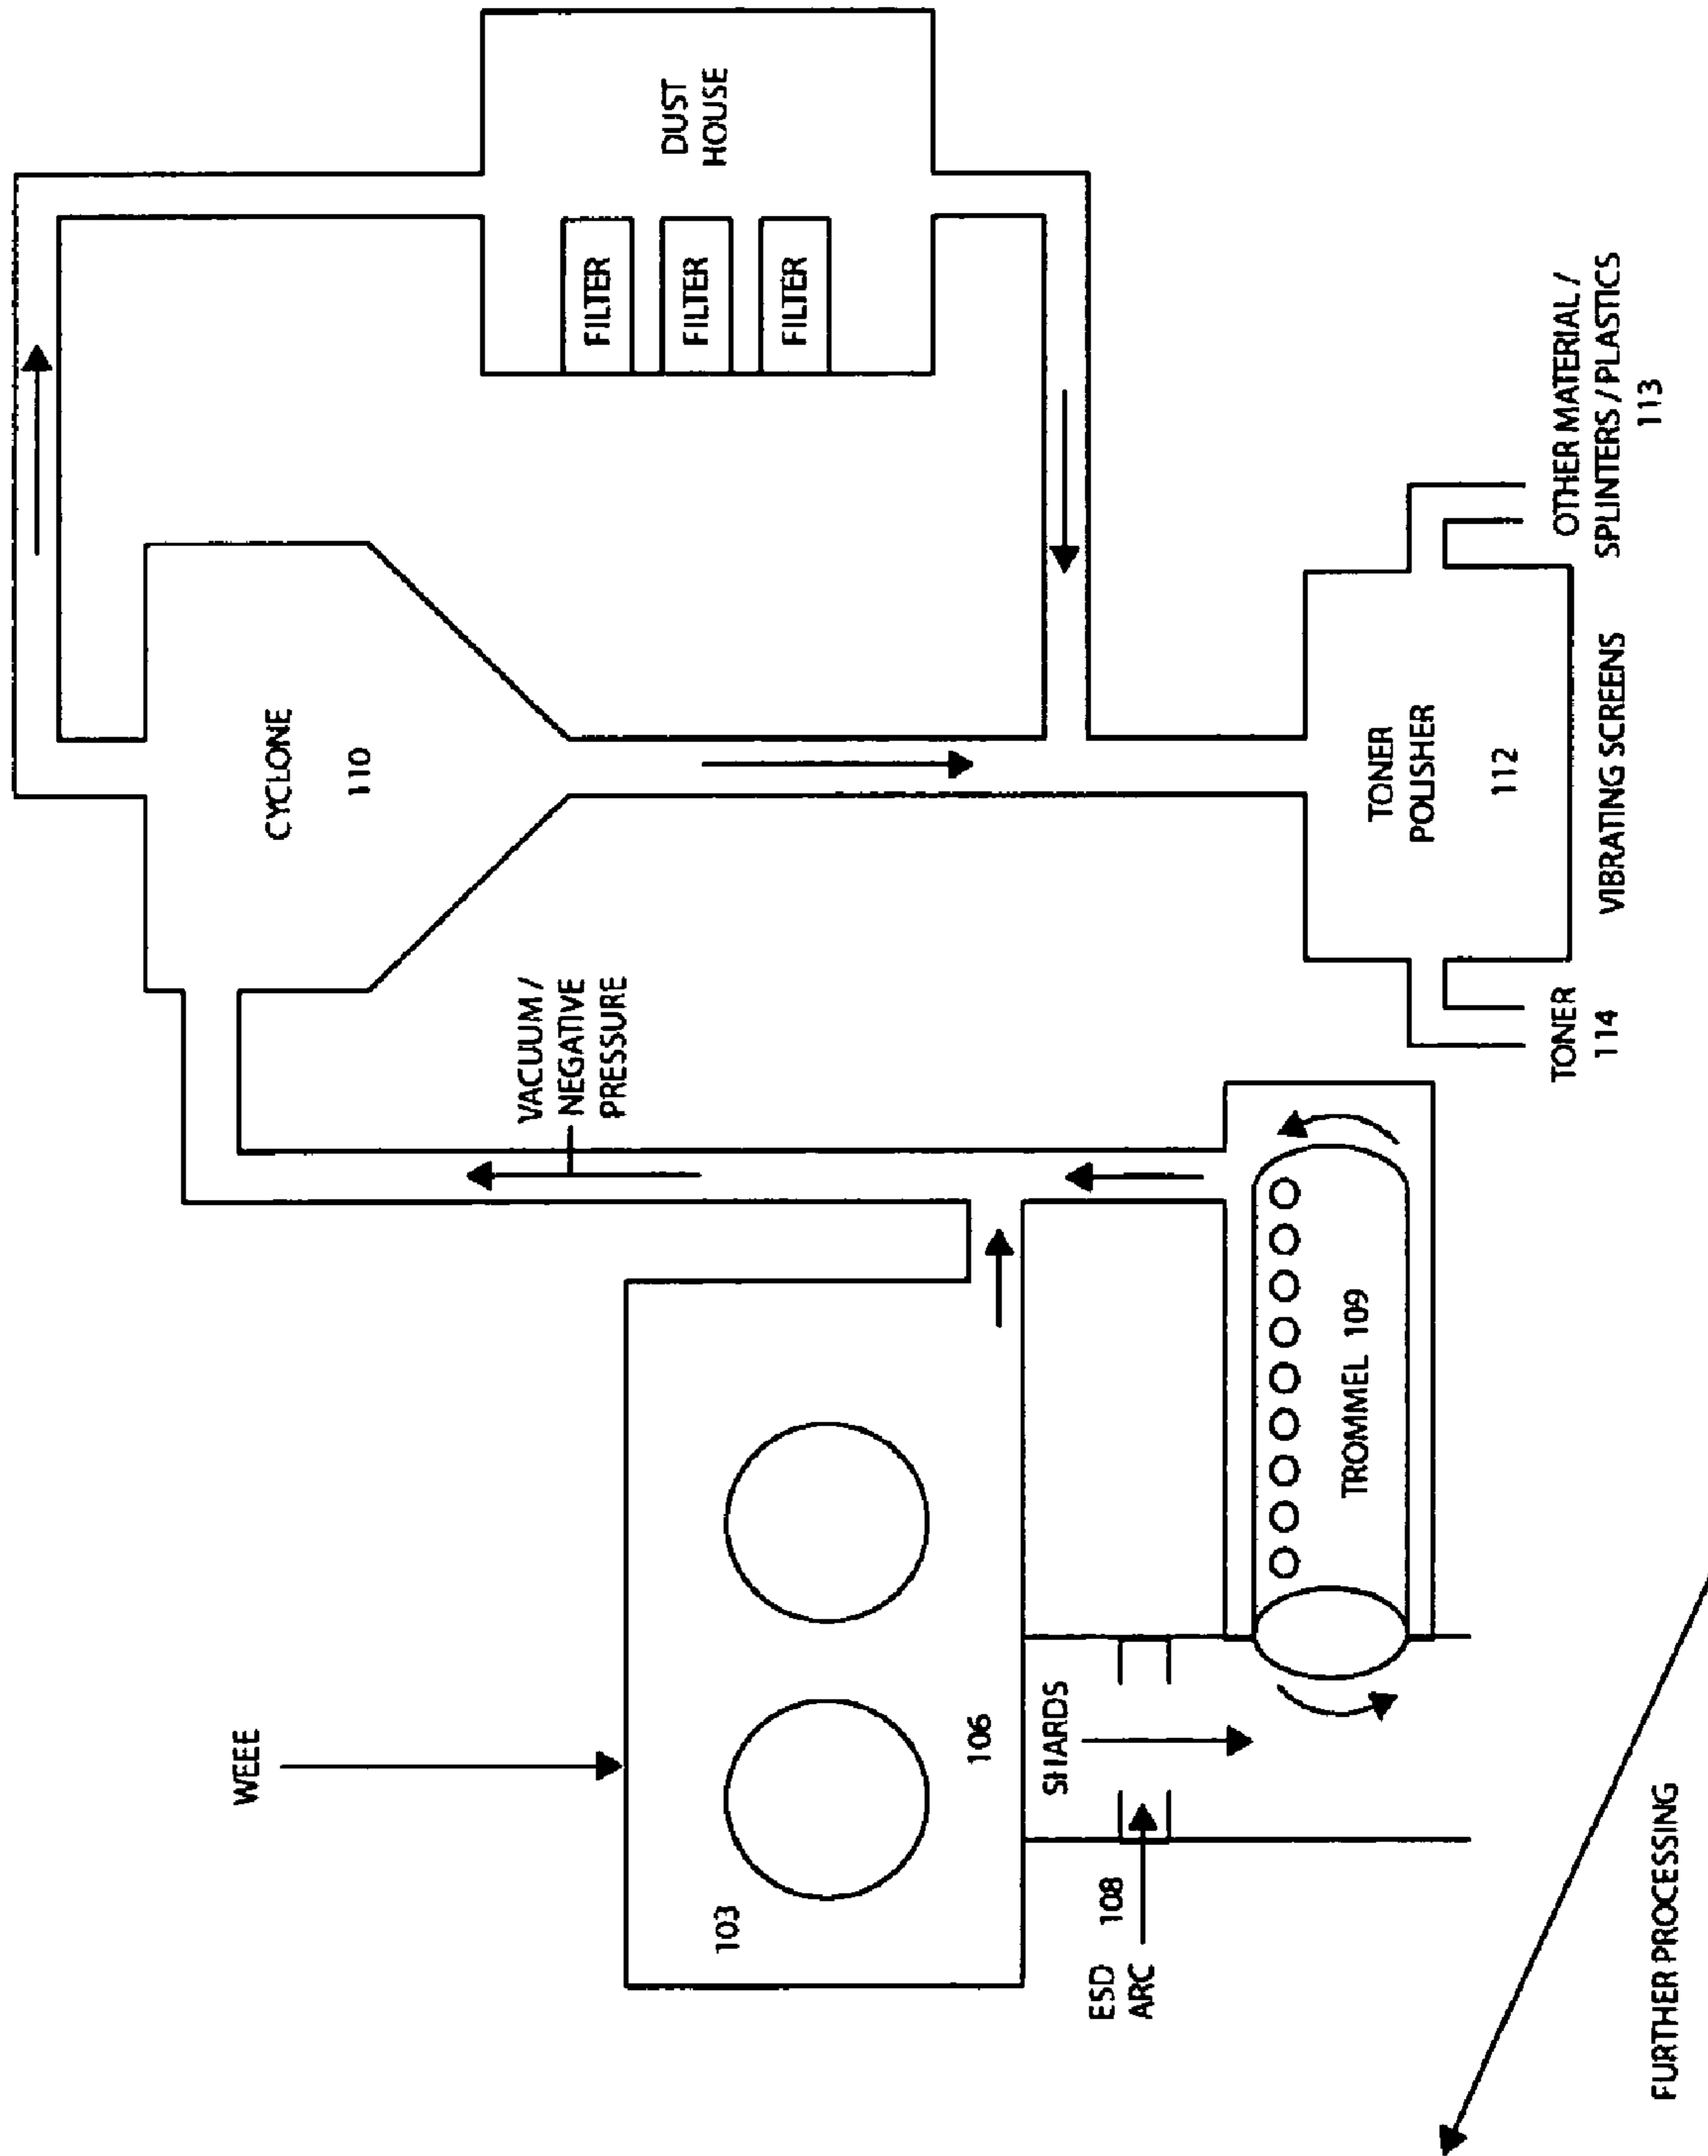 WEEE
103
106
ESD 108
ARC
SHARDS
TROMMEL 109
FURTHER PROCESSING
VACUUM /
NEGATIVE
PRESSURE
CYCLONE
110
DUST
HOUSE
FILTER
FILTER
FILTER
TONER
POLISHER
112
TONER
114
VIBRATING SCREENS
OTHER MATERIAL /
SPLINTERS / PLASTICS
113